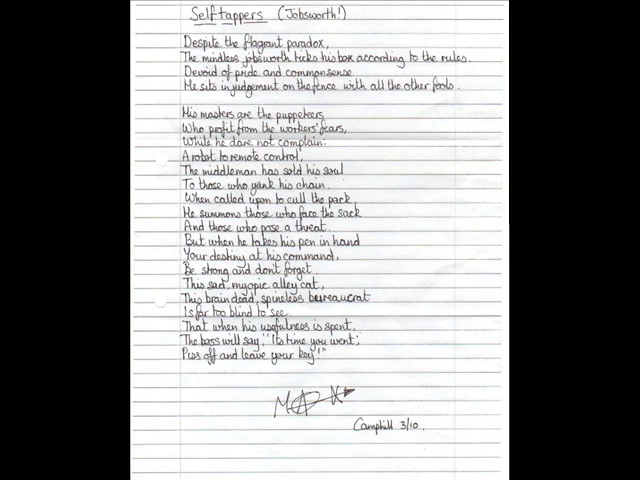 Self tappers (Jobsworth!)
Despite the flagrant paradox,
The mindless jobsworth ticks his box according to the rules.
Devoid of pride and commonsense
He sits in judgement on the fence with all the other fools.
His masters are the puppeteers
Who profit from the workers' fears,
While he dare not complain:
A robot to remote control,
The middleman has sold his soul
To those who yank his chain.
When called upon to cull the pack,
He summons those who face the sack
And those who pose a threat.
But when he takes his pen in hand
Your destiny at his command,
Be strong and don't forget
This sad, myopic alley cat,
This brain dead, spineless bureaucrat
Is far too blind to see
That when his usefulness is spent,
The boss will say, "Its time you went;
Piss off and leave your key!"
Camphill 3/10.